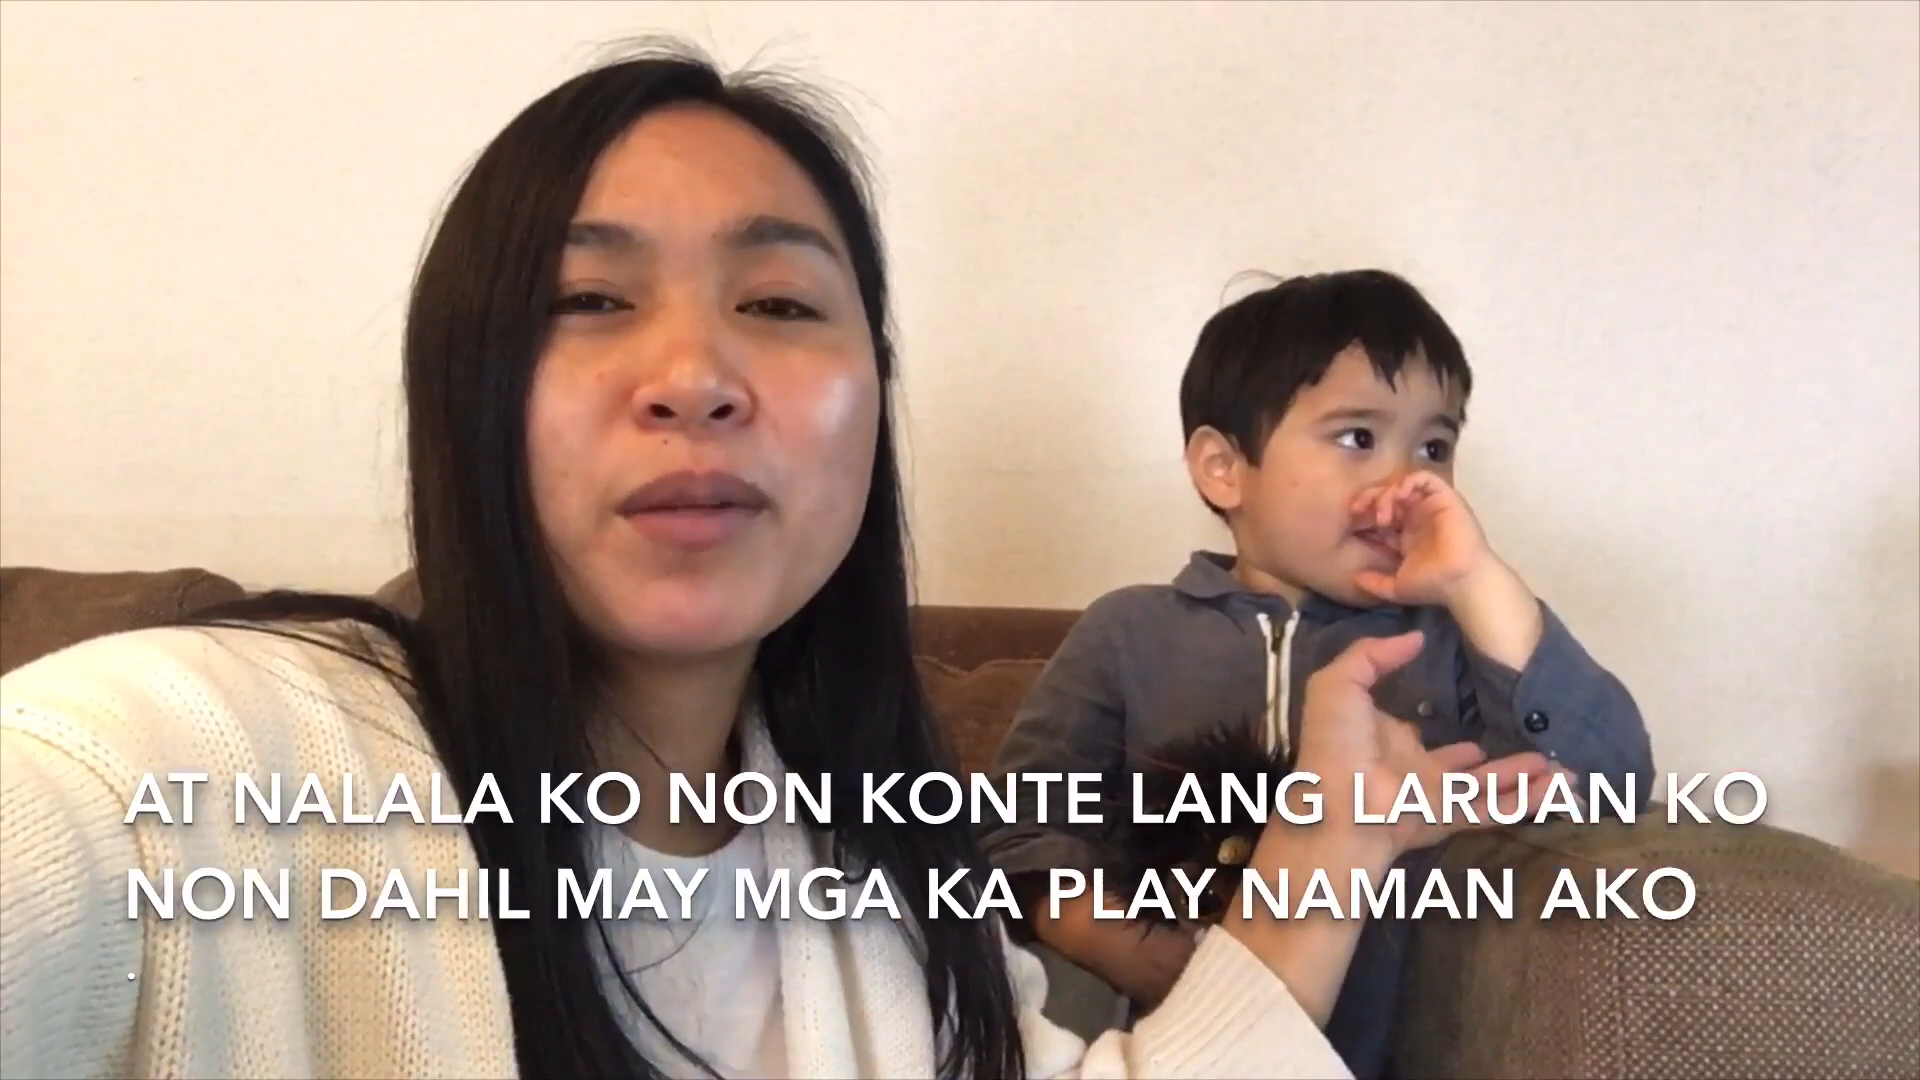 AT NALALA KO NON KONTE LANG LARUAN KO
NON DAHIL MAY MGA KA PLAY NAMAN AKO
.